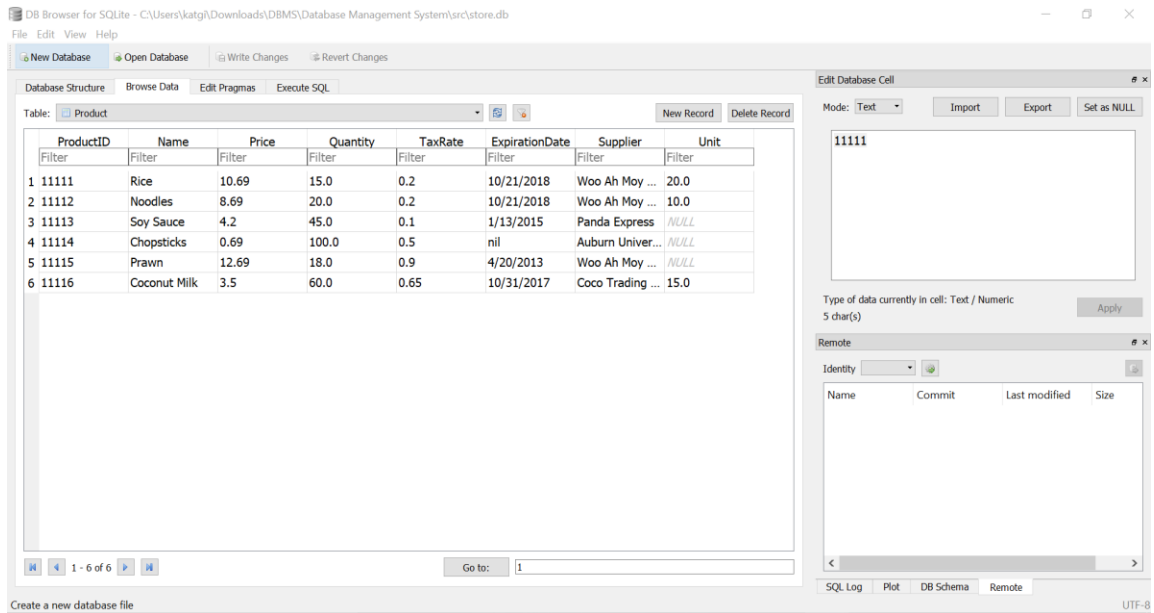 DB Browser for SQLite - C:\Users\katgi\Downloads\DBMS\Database Management System\src\store.db
File Edit View Help
New Database Open Database Write Changes Revert Changes
Database Structure Browse Data Edit Pragmas Execute SQL
Table: Product New Record Delete Record
ProductID Name Price Quantity TaxRate ExpirationDate Supplier Unit
Filter Filter Filter Filter Filter Filter Filter Filter
1 11111 Rice 10.69 15.0 0.2 10/21/2018 Woo Ah Moy ... 20.0
2 11112 Noodles 8.69 20.0 0.2 10/21/2018 Woo Ah Moy ... 10.0
3 11113 Soy Sauce 4.2 45.0 0.1 1/13/2015 Panda Express NULL
4 11114 Chopsticks 0.69 100.0 0.5 nil Auburn Univer... NULL
5 11115 Prawn 12.69 18.0 0.9 4/20/2013 Woo Ah Moy ... NULL
6 11116 Coconut Milk 3.5 60.0 0.65 10/31/2017 Coco Trading ... 15.0
1 - 6 of 6 Go to: 1
Edit Database Cell
Mode: Text Import Export Set as NULL
11111
Type of data currently in cell: Text / Numeric
5 char(s)
Apply
Remote
Identity
Name Commit Last modified Size
SQL Log Plot DB Schema Remote
Create a new database file UTF-8